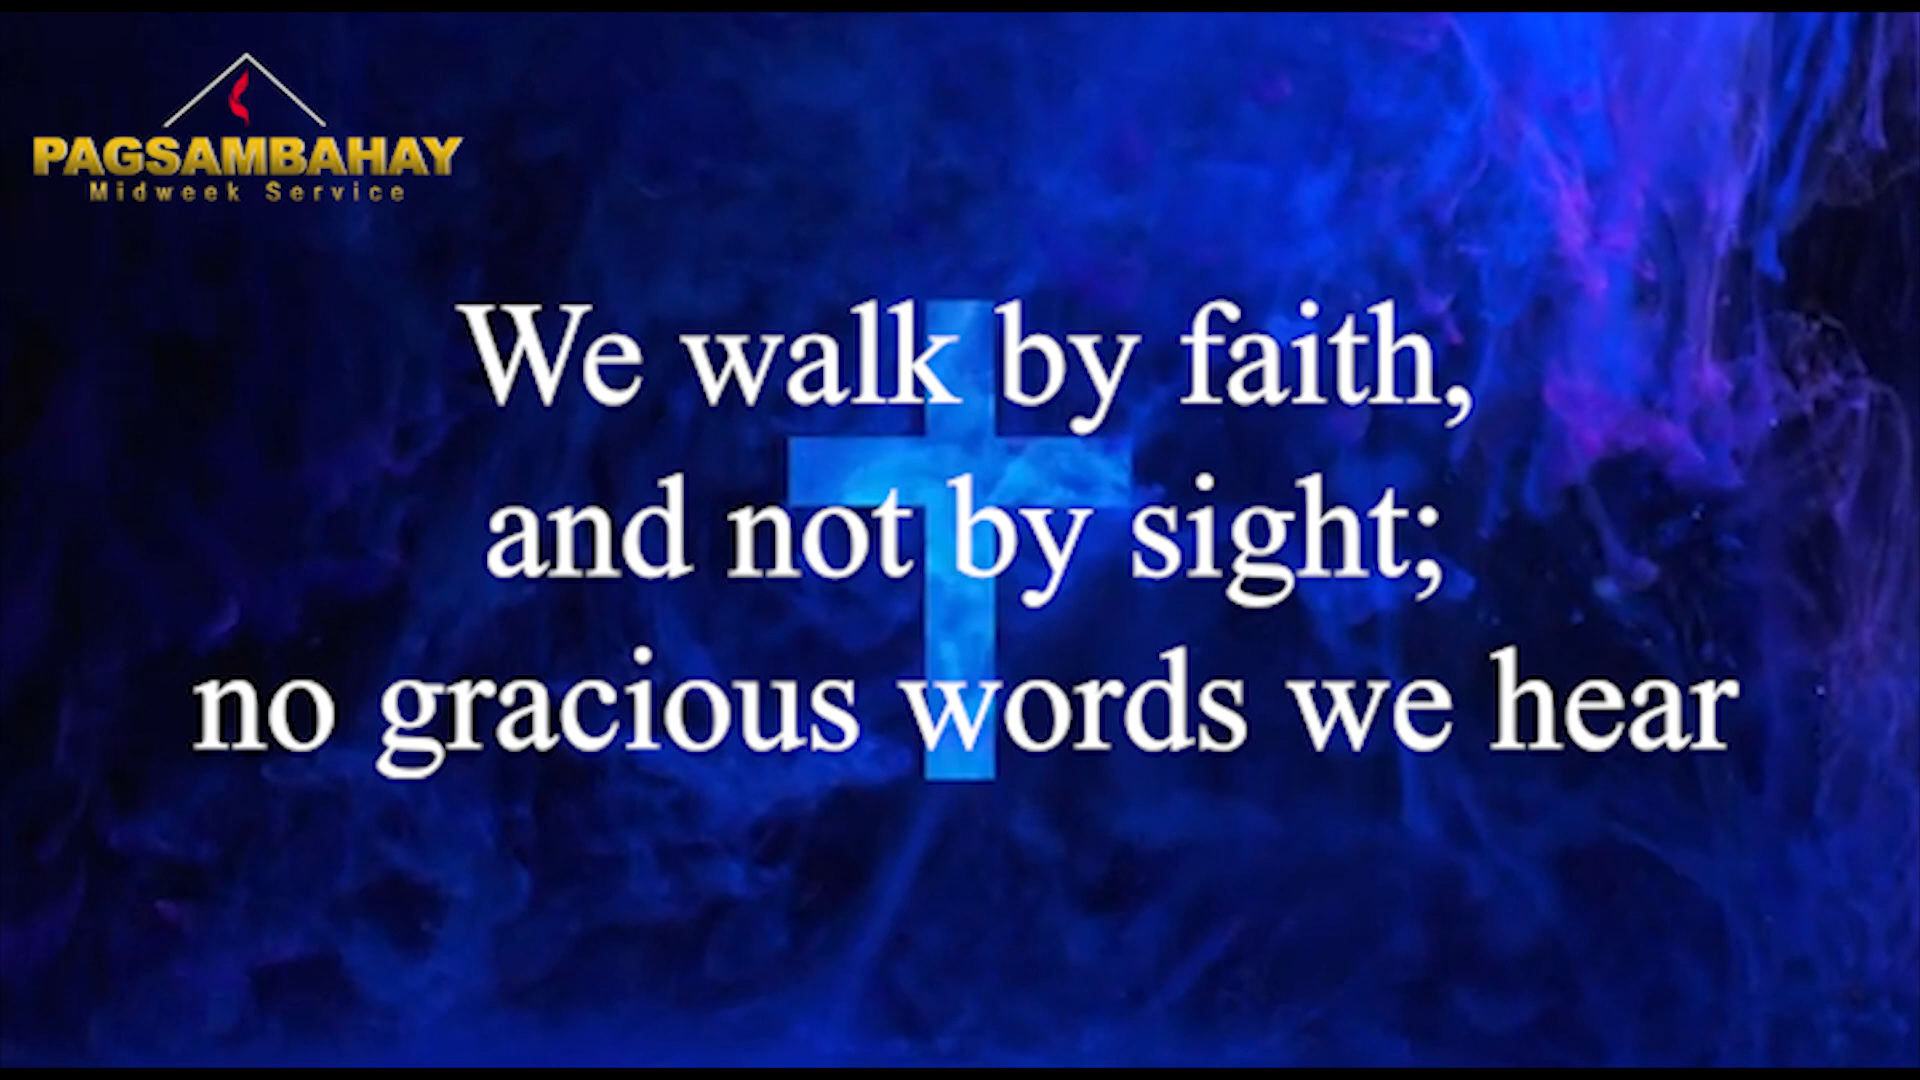 PAGSAMBAHAY
Midweek Service
We walk by faith,
and not by sight;
no gracious words we hear